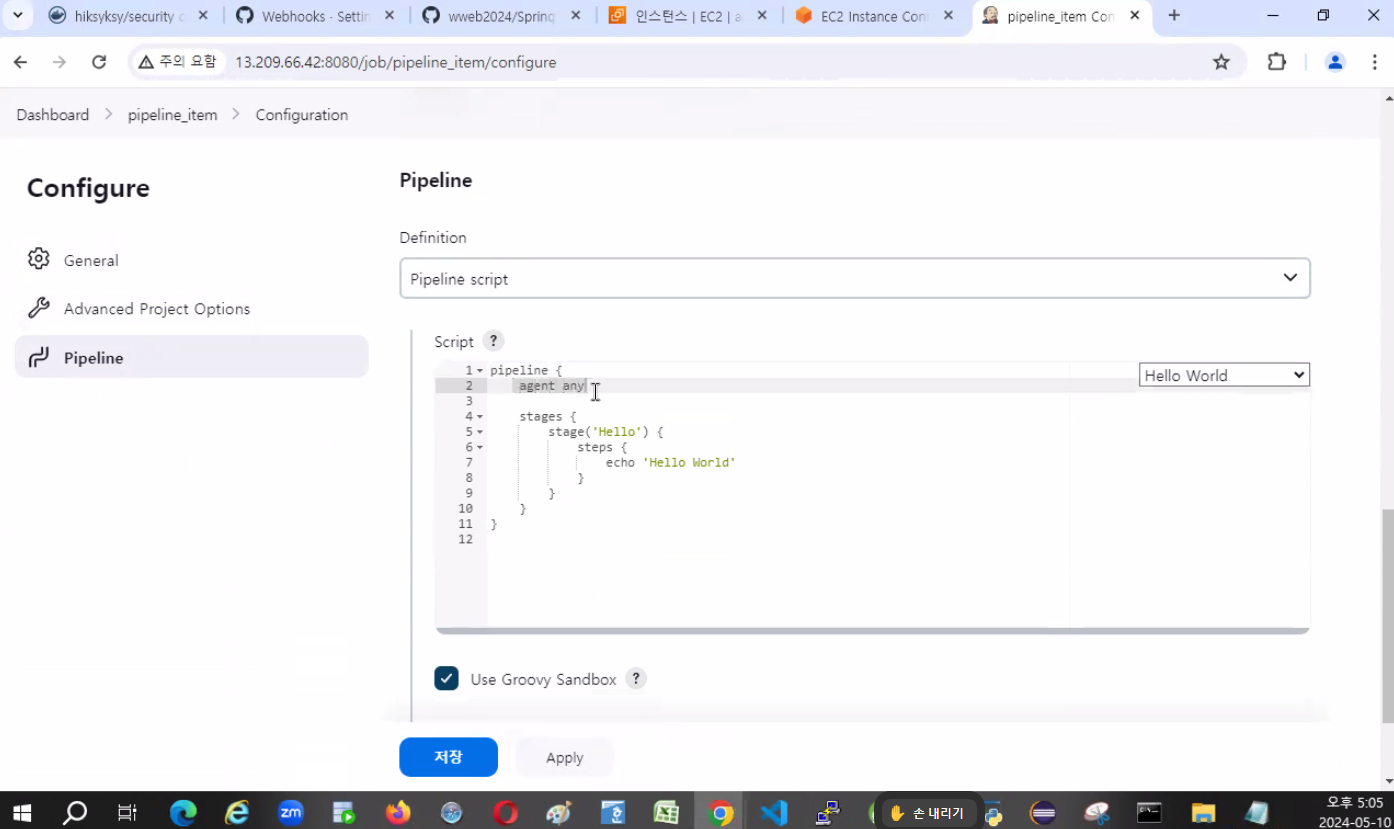 hiksyksy/security
Webhooks · Settin
wweb2024/Spring
인스턴스 | EC2 | a
EC2 Instance Con
pipeline_item Con
주의 요함
13.209.66.42:8080/job/pipeline_item/configure
Dashboard > pipeline_item > Configuration
Configure
General
Advanced Project Options
Pipeline
Pipeline
Definition
Pipeline script
Script ?
Hello World
1 pipeline {
2     agent any
3
4     stages {
5         stage('Hello') {
6             steps {
7                 echo 'Hello World'
8             }
9         }
10     }
11 }
12
Use Groovy Sandbox ?
저장
Apply
zm
손 내리기
오후 5:05
2024-05-10